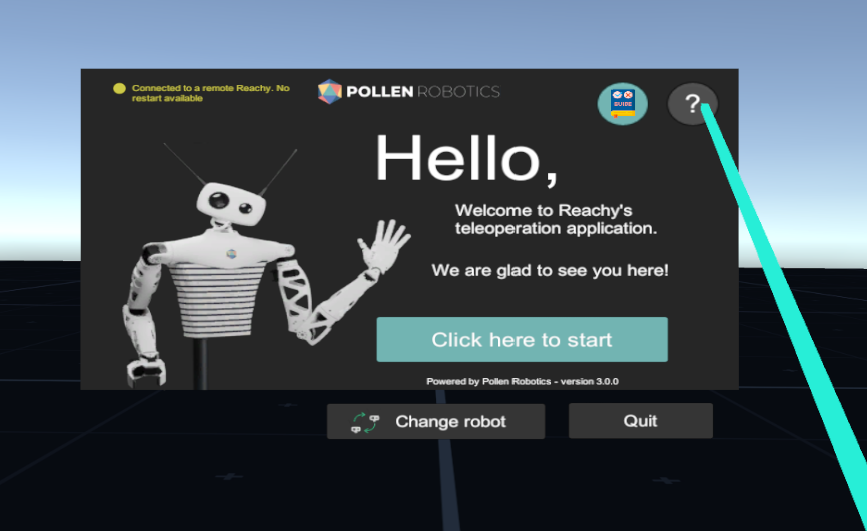 Connected to a remote Reachy. No
restart available
POLLEN ROBOTICS
GUIDE
?
Hello,
Welcome to Reachy's
teleoperation application.
We are glad to see you here!
Click here to start
Powered by Pollen Robotics - version 3.0.0
Change robot
Quit